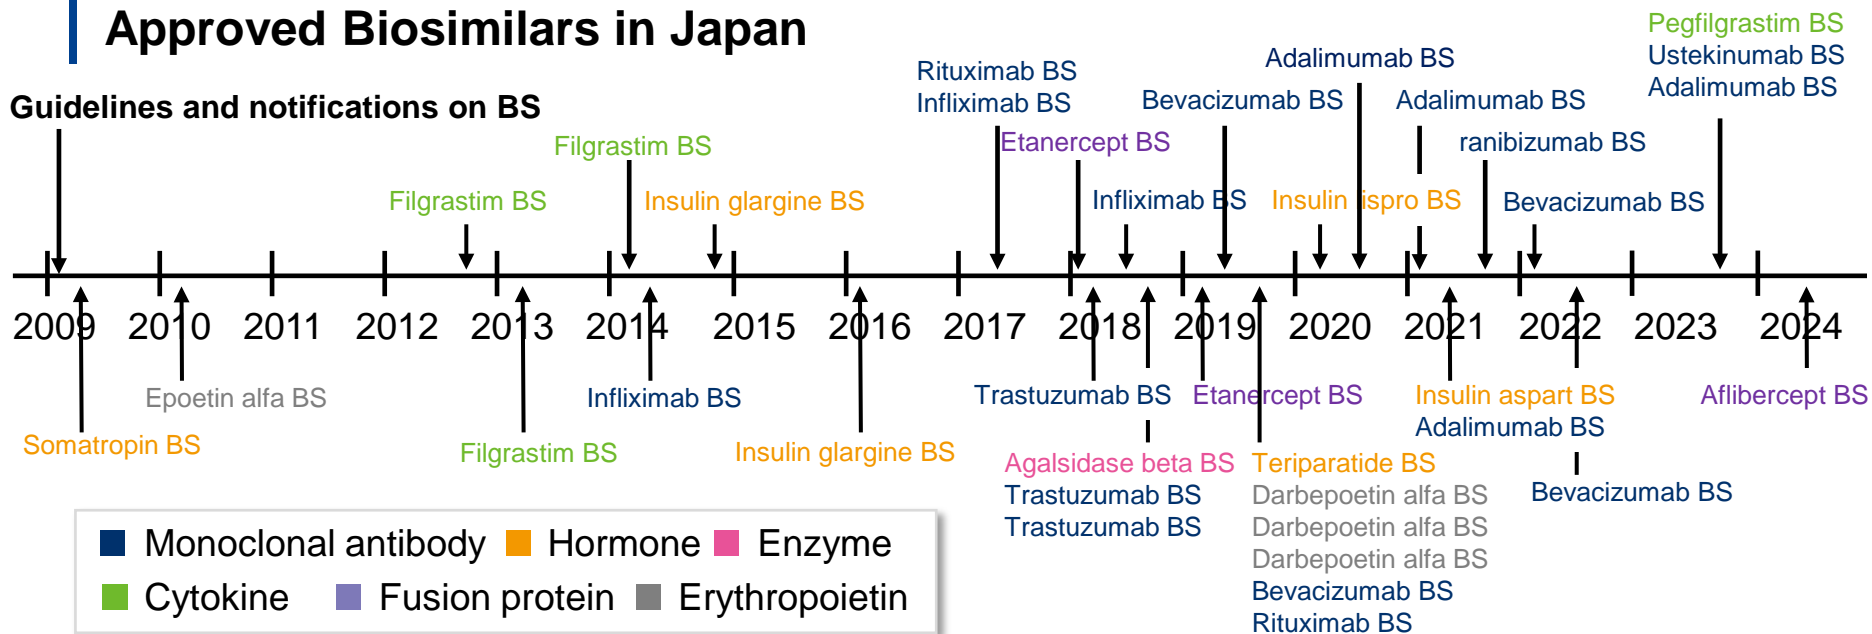 Approved Biosimilars in Japan
Guidelines and notifications on BS
Filgrastim BS
Filgrastim BS
Insulin glargine BS
Rituximab BS
Infliximab BS
Etanercept BS
Infliximab BS
Bevacizumab BS
Adalimumab BS
Insulin lispro BS
Adalimumab BS
ranibizumab BS
Bevacizumab BS
Pegfilgrastim BS
Ustekinumab BS
Adalimumab BS
2009 2010 2011 2012 2013 2014 2015 2016 2017 2018 2019 2020 2021 2022 2023 2024
Somatropin BS
Epoetin alfa BS
Filgrastim BS
Infliximab BS
Insulin glargine BS
Trastuzumab BS
Agalsidase beta BS
Trastuzumab BS
Trastuzumab BS
Etanercept BS
Teriparatide BS
Darbepoetin alfa BS
Darbepoetin alfa BS
Darbepoetin alfa BS
Bevacizumab BS
Rituximab BS
Insulin aspart BS
Adalimumab BS
Bevacizumab BS
Aflibercept BS
Monoclonal antibody Hormone Enzyme
Cytokine Fusion protein Erythropoietin